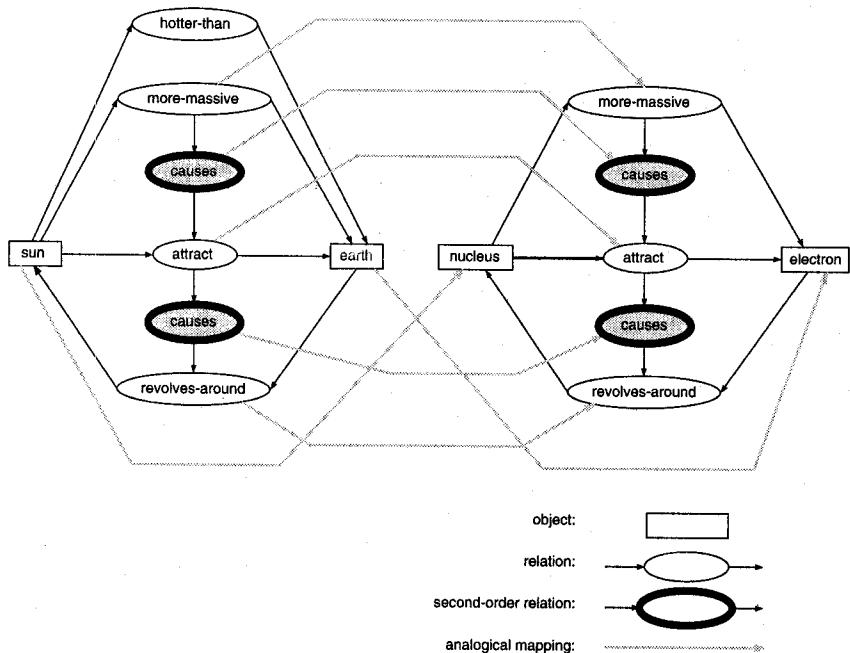 hotter-than
more-massive more-massive
causes causes
sun attract earth nucleus attract electron
causes causes
revolves-around revolves-around
object:
relation:
second-order relation:
analogical mapping: